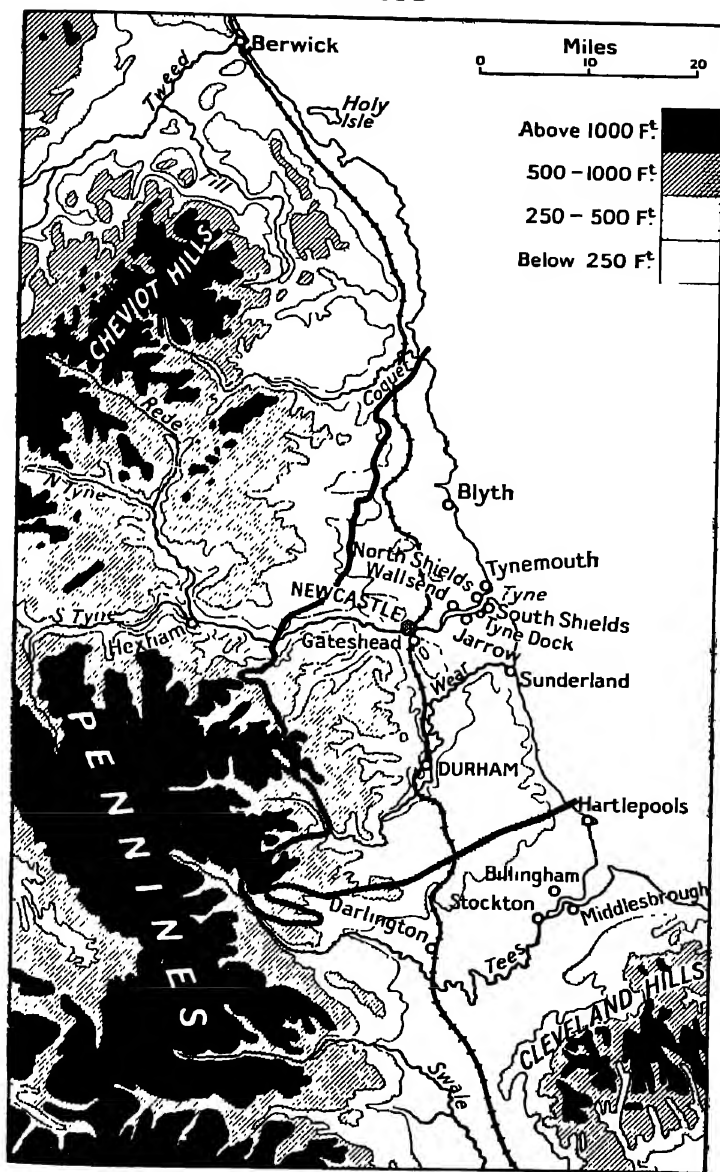 Berwick
Miles
0 10 20
Tweed
Holy
Isle
Above 1000 Ft.
500 – 1000 Ft.
250 – 500 Ft.
Below 250 Ft.
Till
CHEVIOT HILLS
Coquet
Rede
N Tyne
Blyth
North Shields
Tynemouth
Wallsend
Tyne
NEWCASTLE
South Shields
S Tyne
Tyne Dock
Hexham
Gateshead
Jarrow
Wear
Sunderland
PENNINES
DURHAM
Hartlepools
Billingham
Stockton
Middlesbrough
Darlington
Tees
CLEVELAND HILLS
Swale